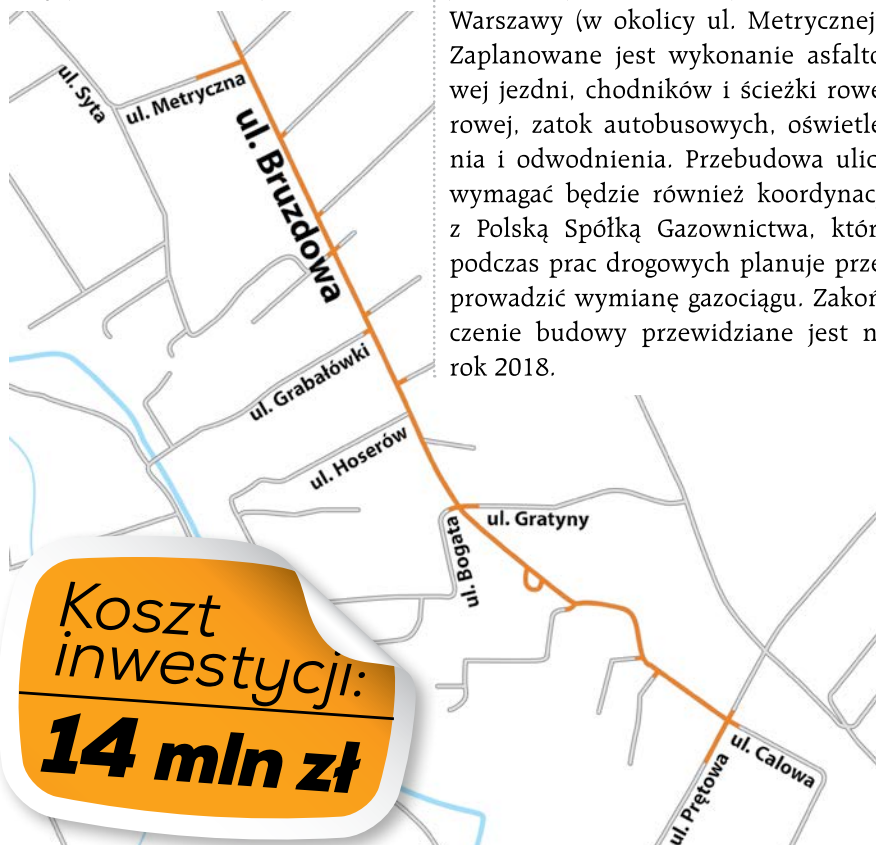 Warszawy (w okolicy ul. Metrycznej
Zaplanowane jest wykonanie asfalto
wej jezdni, chodników i ścieżki rowe
rowej, zatok autobusowych, oświetle
nia i odwodnienia. Przebudowa ulic
wymagać będzie również koordynac
z Polską Spółką Gazownictwa, któr
podczas prac drogowych planuje prze
prowadzić wymianę gazociągu. Zakoń
czenie budowy przewidziane jest n
rok 2018.
ul. Syta
ul. Metryczna
ul. Bruzdowa
ul. Grabałówki
ul. Hoserów
ul. Gratyny
ul. Bogata
ul. Calowa
ul. Prętowa
Koszt
inwestycji:
14 mln zł